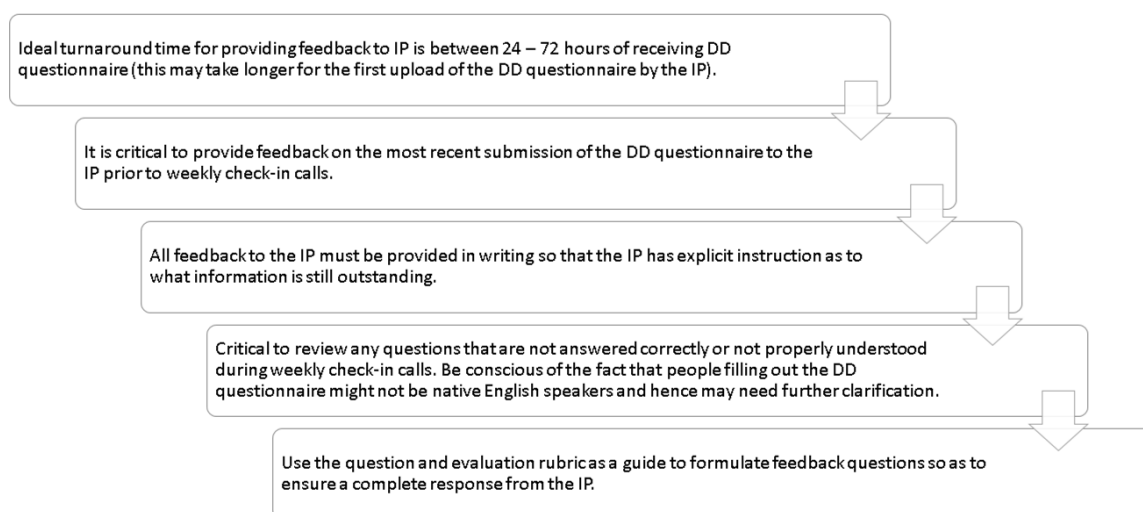 Ideal turnaround time for providing feedback to IP is between 24 – 72 hours of receiving DD
questionnaire (this may take longer for the first upload of the DD questionnaire by the IP).
It is critical to provide feedback on the most recent submission of the DD questionnaire to the
IP prior to weekly check-in calls.
All feedback to the IP must be provided in writing so that the IP has explicit instruction as to
what information is still outstanding.
Critical to review any questions that are not answered correctly or not properly understood
during weekly check-in calls. Be conscious of the fact that people filling out the DD
questionnaire might not be native English speakers and hence may need further clarification.
Use the question and evaluation rubric as a guide to formulate feedback questions so as to
ensure a complete response from the IP.